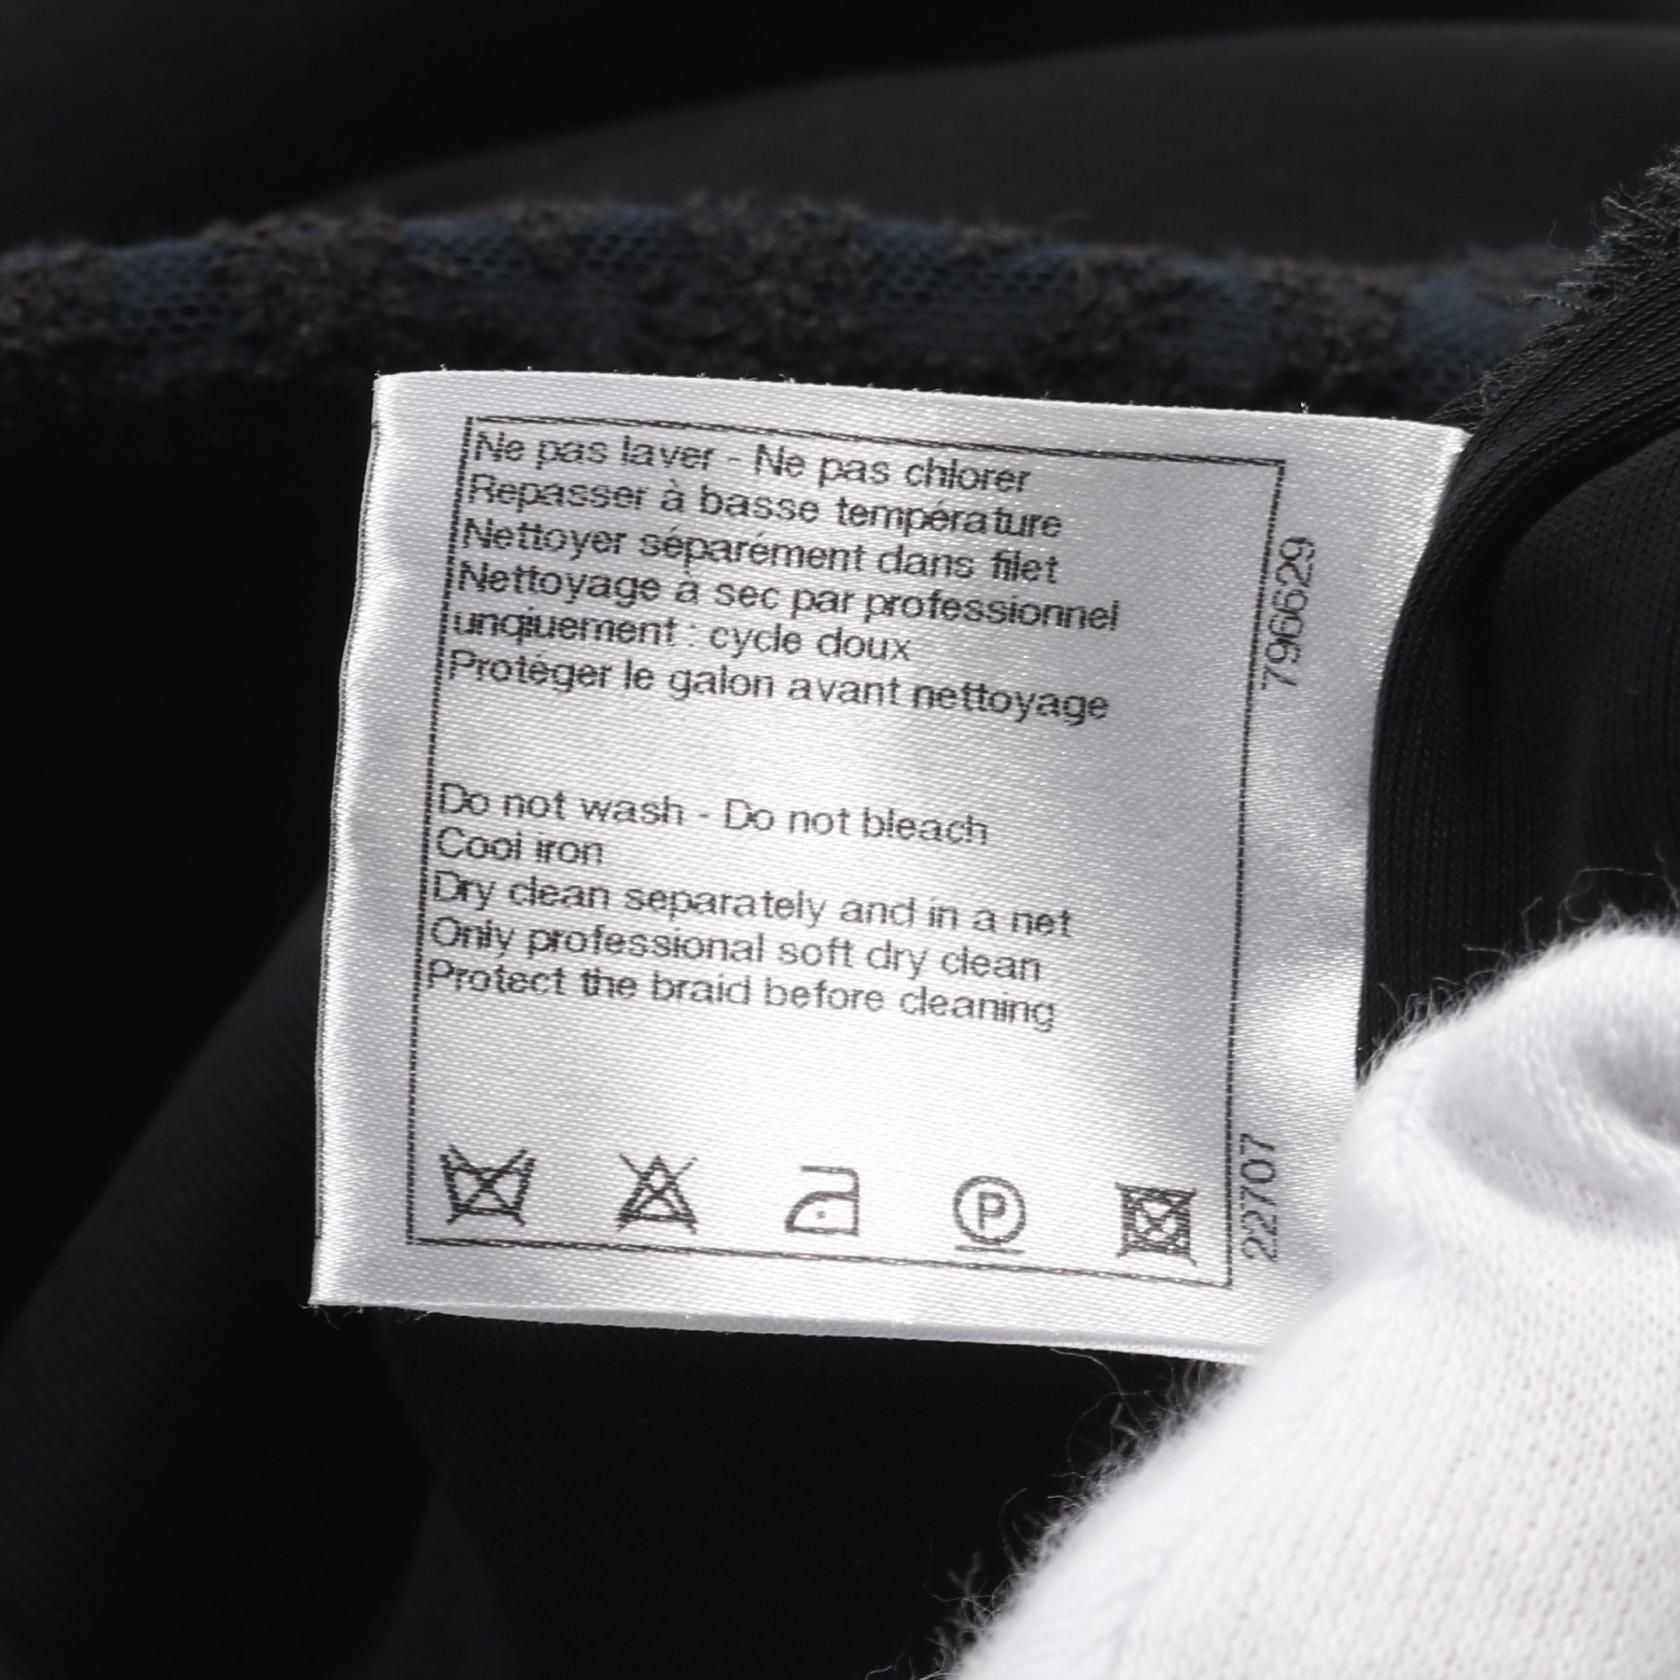 Ne pas laver - Ne pas chlorer
Repasser à basse température
Nettoyer séparément dans filet
Nettoyage à sec par professionnel
unqiuement : cycle doux
Protéger le galon avant nettoyage
Do not wash - Do not bleach
Cool iron
Dry clean separately and in a net
Only professional soft dry clean
Protect the braid before cleaning
P
796629
22707